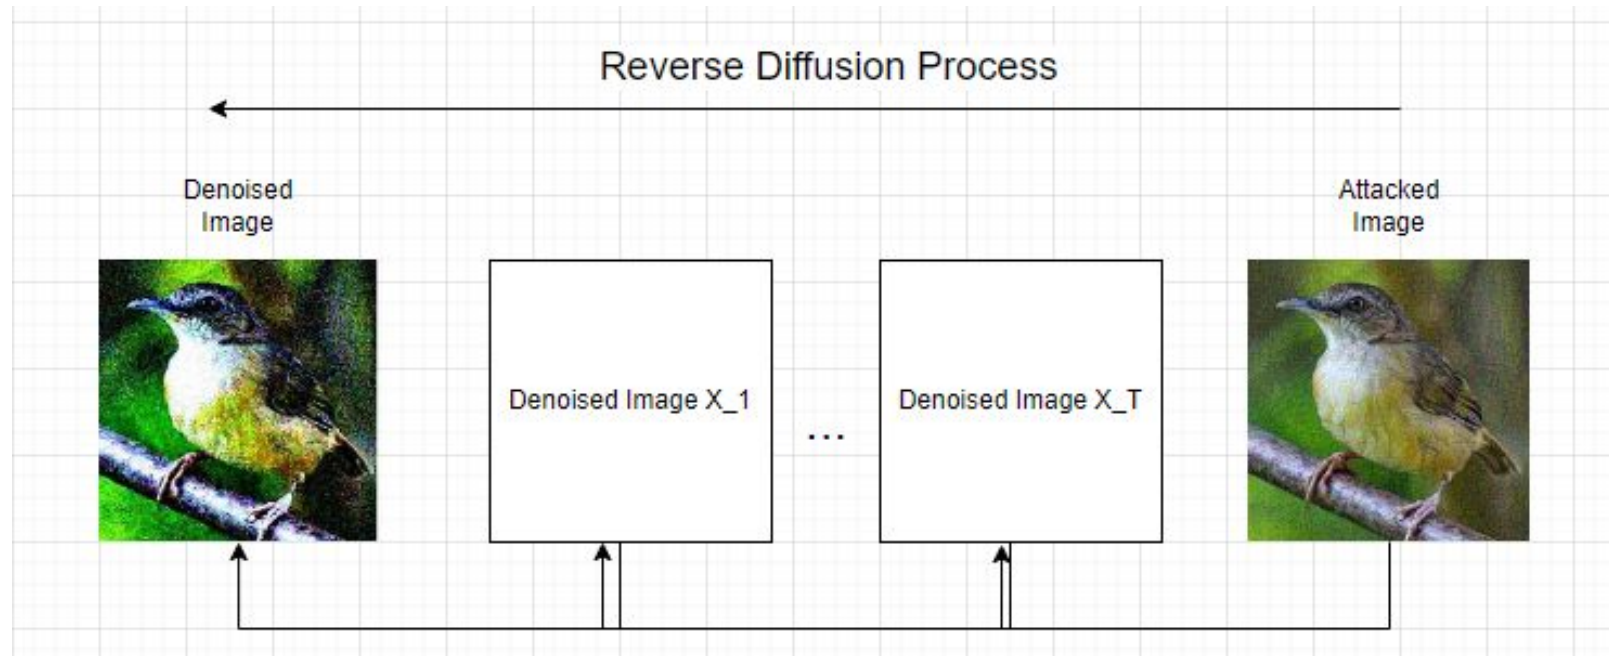 Reverse Diffusion Process
Denoised
Image
Attacked
Image
Denoised Image X_1
...
Denoised Image X_T